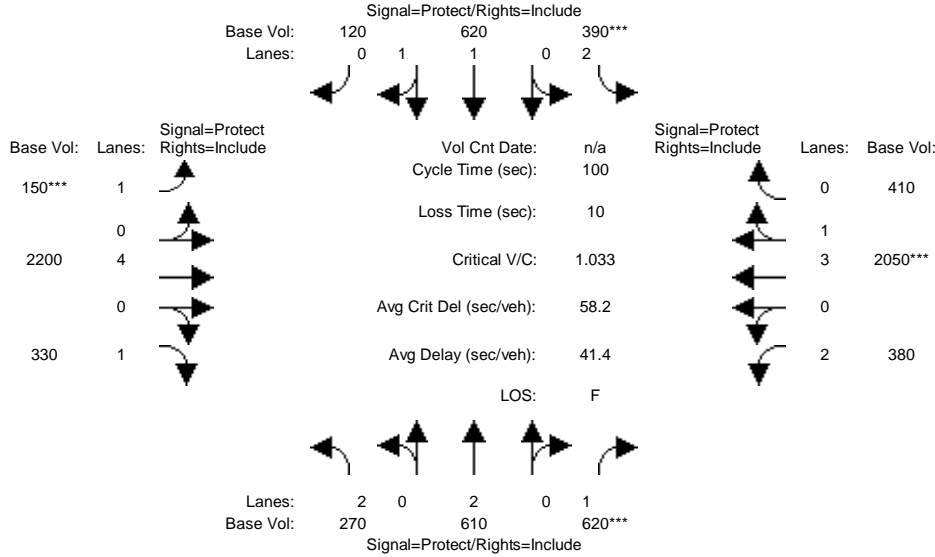 Signal=Protect/Rights=Include
Base Vol: 120 620 390***
Lanes: 0 1 1 0 2
Signal=Protect
Base Vol: Lanes: Rights=Include
150*** 1
0
2200 4
0
330 1
Vol Cnt Date: n/a
Cycle Time (sec): 100
Loss Time (sec): 10
Critical V/C: 1.033
Avg Crit Del (sec/veh): 58.2
Avg Delay (sec/veh): 41.4
LOS: F
Signal=Protect
Rights=Include Lanes: Base Vol:
0 410
1
3 2050***
0
2 380
Lanes: 2 0 2 0 1
Base Vol: 270 610 620***
Signal=Protect/Rights=Include